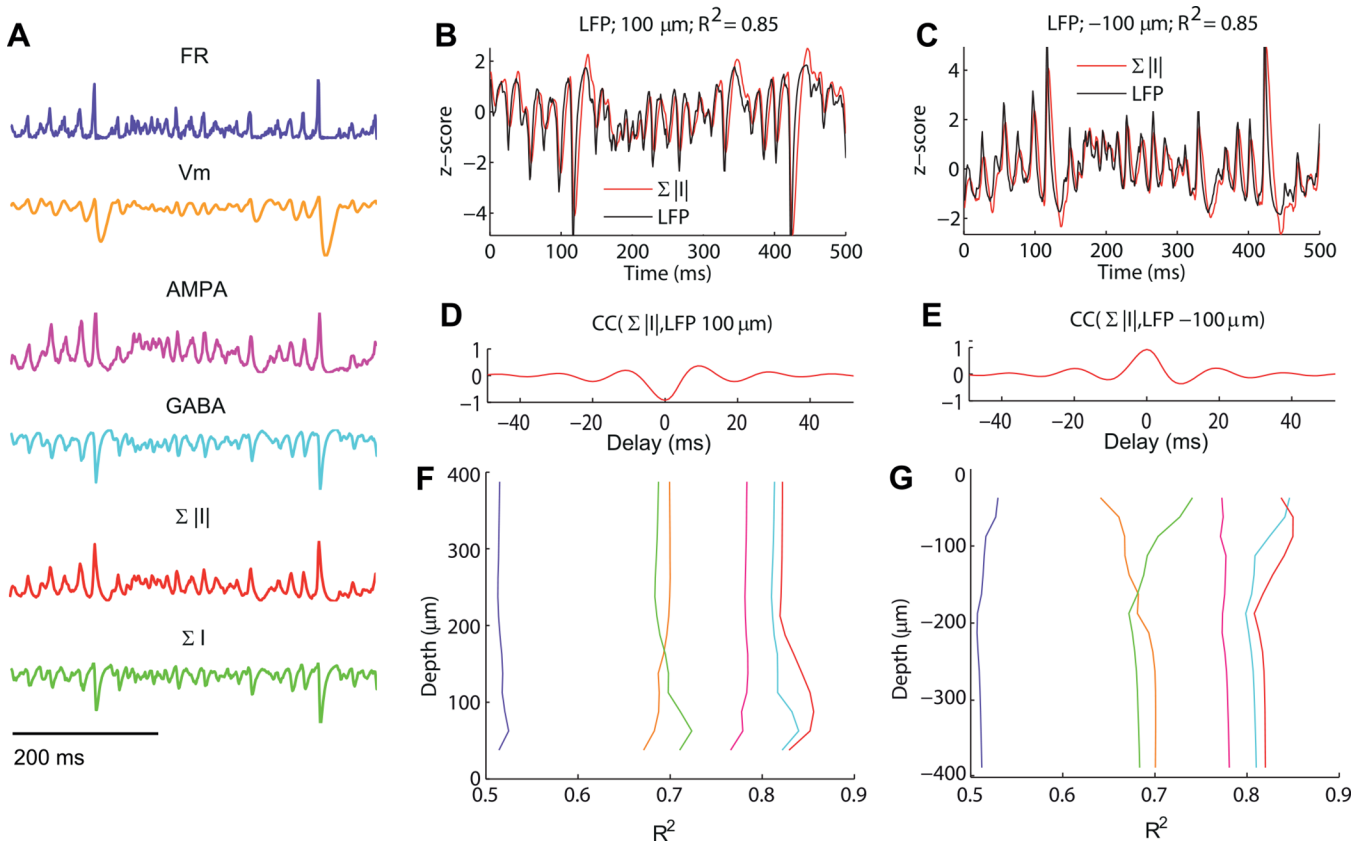 A
FR
Vm
AMPA
GABA
Σ |I|
Σ I
200 ms
B
LFP; 100 μm; R² = 0.85
z−score
2
0
−2
−4
Σ |I|
LFP
0 100 200 300 400 500
Time (ms)
C
LFP; −100 μm; R² = 0.85
z−score
4
2
0
−2
Σ |I|
LFP
0 100 200 300 400 500
Time (ms)
D
CC( Σ |I|,LFP 100 μm)
1
0
−1
−40 −20 0 20 40
Delay (ms)
E
CC( Σ |I|,LFP −100 μm)
1
0
−1
−40 −20 0 20 40
Delay (ms)
F
Depth (μm)
400
300
200
100
0
0.5 0.6 0.7 0.8 0.9
R²
G
Depth (μm)
0
−100
−200
−300
−400
0.5 0.6 0.7 0.8 0.9
R²